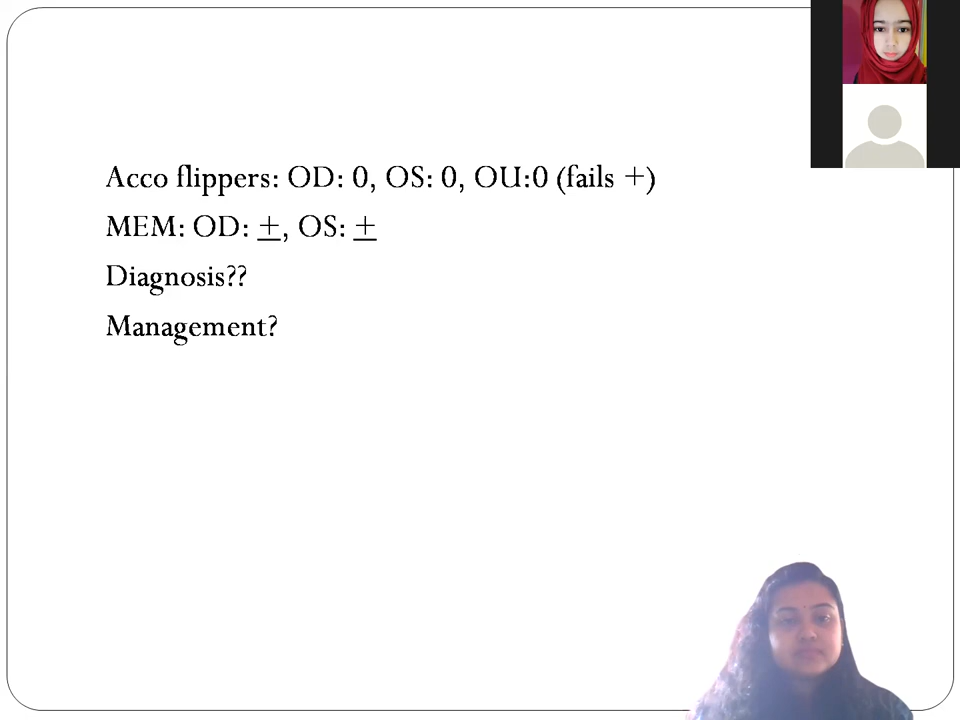 Acco flippers: OD: 0, OS: 0, OU:0 (fails +)
MEM: OD: +, OS: +
Diagnosis??
Management?